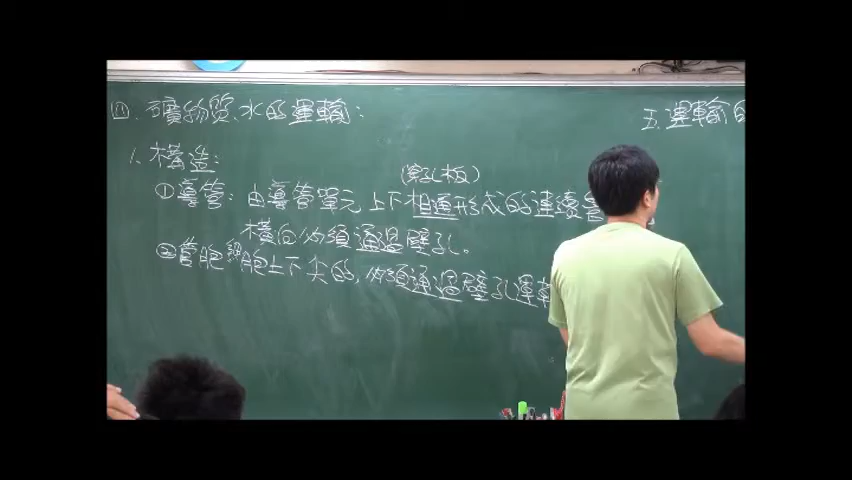 四. 礦物質、水的運輸:
五.運輸的
1. 構造:
(穿孔板)
①導管: 由導管單元上下相連形成的連續管
橫向必須通過壁孔。
②管胞細胞上下尖的, 必須通過壁孔運輸